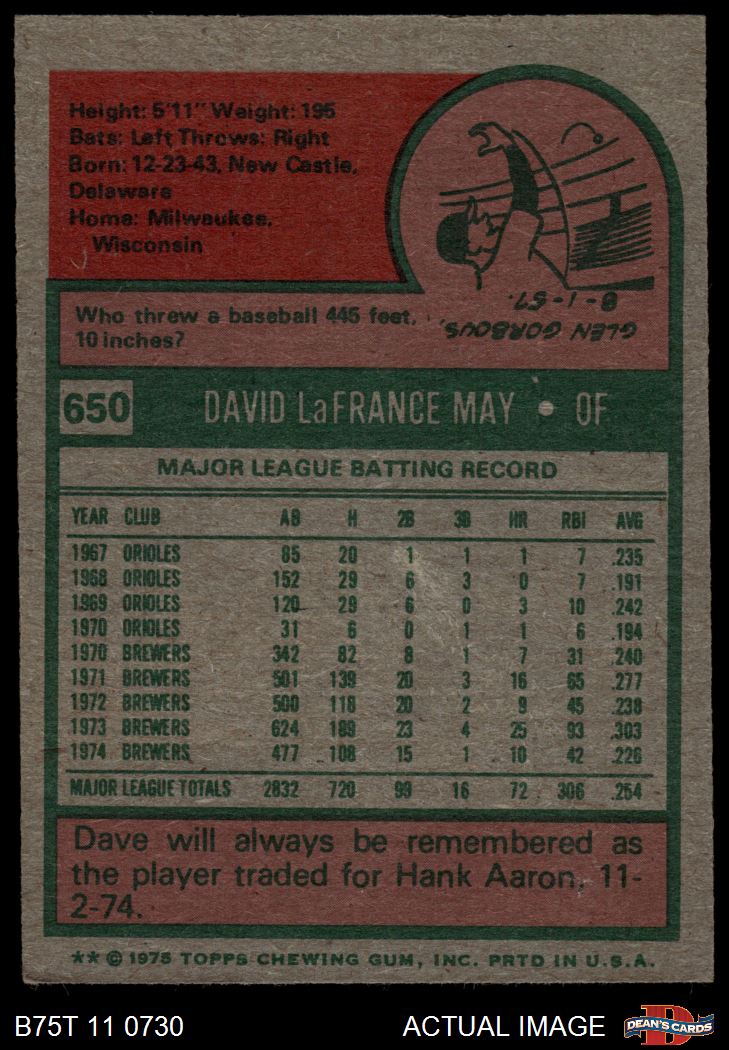 Height: 5'11" Weight: 195
Bats: Left Throws: Right
Born: 12-23-43, New Castle,
Delaware
Home: Milwaukee,
Wisconsin
Who threw a baseball 445 feet,
10 inches?
GLEN GORBOUS,
8-1-57.
650 DAVID LaFRANCE MAY • OF
MAJOR LEAGUE BATTING RECORD
YEAR CLUB AB H 2B 3B HR RBI AVG
1967 ORIOLES 85 20 1 1 1 7 .235
1968 ORIOLES 152 29 6 3 0 7 .191
1969 ORIOLES 120 29 6 0 3 10 .242
1970 ORIOLES 31 6 0 1 1 6 .194
1970 BREWERS 342 82 8 1 7 31 .240
1971 BREWERS 501 139 20 3 16 65 .277
1972 BREWERS 500 118 20 2 9 45 .238
1973 BREWERS 624 189 23 4 25 93 .303
1974 BREWERS 477 108 15 1 10 42 .226
MAJOR LEAGUE TOTALS 2832 720 99 16 72 306 .254
Dave will always be remembered as
the player traded for Hank Aaron, 11-
2-74.
** © 1975 TOPPS CHEWING GUM, INC. PRTD IN U.S.A.
B75T 11 0730 ACTUAL IMAGE DEAN'S CARDS